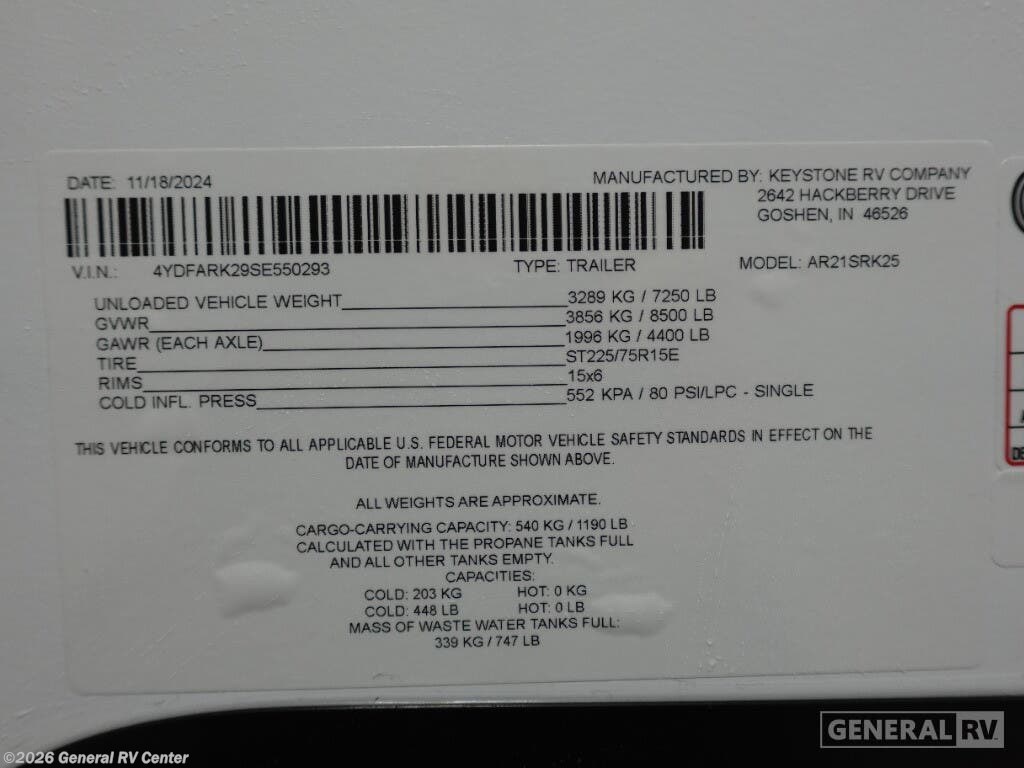 DATE: 11/18/2024
MANUFACTURED BY: KEYSTONE RV COMPANY
2642 HACKBERRY DRIVE
GOSHEN, IN 46526
V.I.N.: 4YDFARK29SE550293 TYPE: TRAILER MODEL: AR21SRK25
UNLOADED VEHICLE WEIGHT 3289 KG / 7250 LB
GVWR 3856 KG / 8500 LB
GAWR (EACH AXLE) 1996 KG / 4400 LB
TIRE ST225/75R15E
RIMS 15x6
COLD INFL. PRESS 552 KPA / 80 PSI/LPC - SINGLE
THIS VEHICLE CONFORMS TO ALL APPLICABLE U.S. FEDERAL MOTOR VEHICLE SAFETY STANDARDS IN EFFECT ON THE
DATE OF MANUFACTURE SHOWN ABOVE.
ALL WEIGHTS ARE APPROXIMATE.
CARGO-CARRYING CAPACITY: 540 KG / 1190 LB
CALCULATED WITH THE PROPANE TANKS FULL
AND ALL OTHER TANKS EMPTY.
CAPACITIES:
COLD: 203 KG HOT: 0 KG
COLD: 448 LB HOT: 0 LB
MASS OF WASTE WATER TANKS FULL:
339 KG / 747 LB
GENERAL RV
©2026 General RV Center